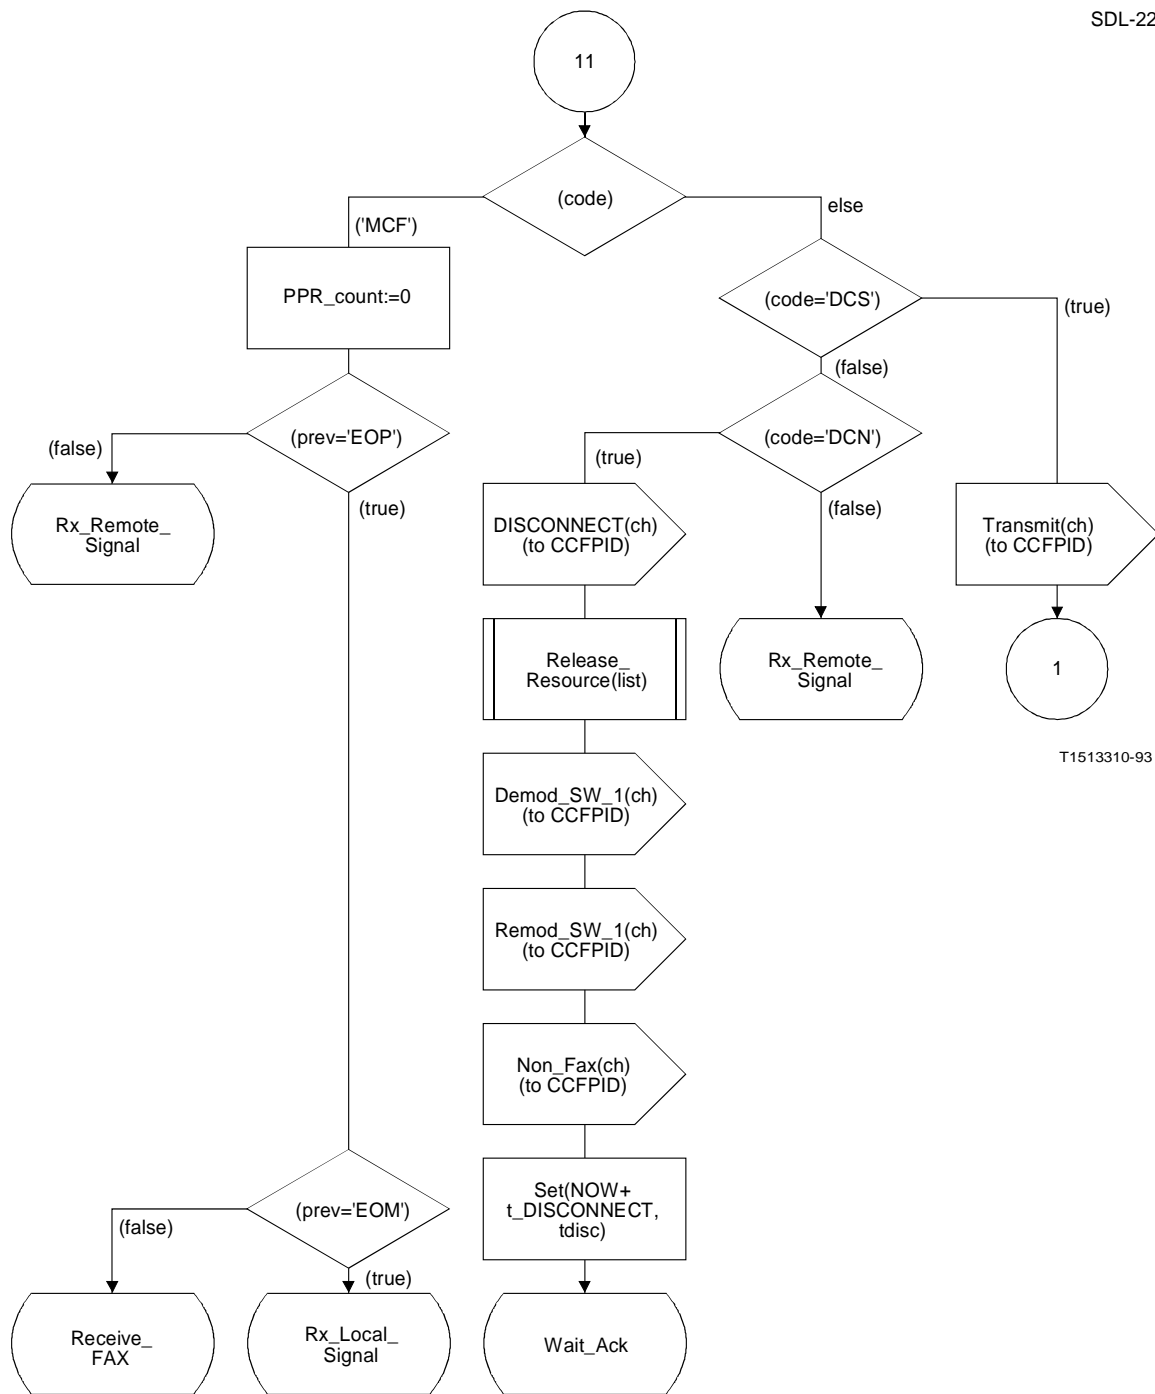 SDL-22
11
(code)
('MCF')
else
PPR_count:=0
(code='DCS')
(true)
(false)
(prev='EOP')
(false)
(code='DCN')
(true)
(true)
(false)
Rx_Remote_
Signal
DISCONNECT(ch)
(to CCFPID)
Transmit(ch)
(to CCFPID)
Release_
Resource(list)
Rx_Remote_
Signal
1
T1513310-93
Demod_SW_1(ch)
(to CCFPID)
Remod_SW_1(ch)
(to CCFPID)
Non_Fax(ch)
(to CCFPID)
(prev='EOM')
(false)
(true)
Set(NOW+
t_DISCONNECT,
tdisc)
Receive_
FAX
Rx_Local_
Signal
Wait_Ack